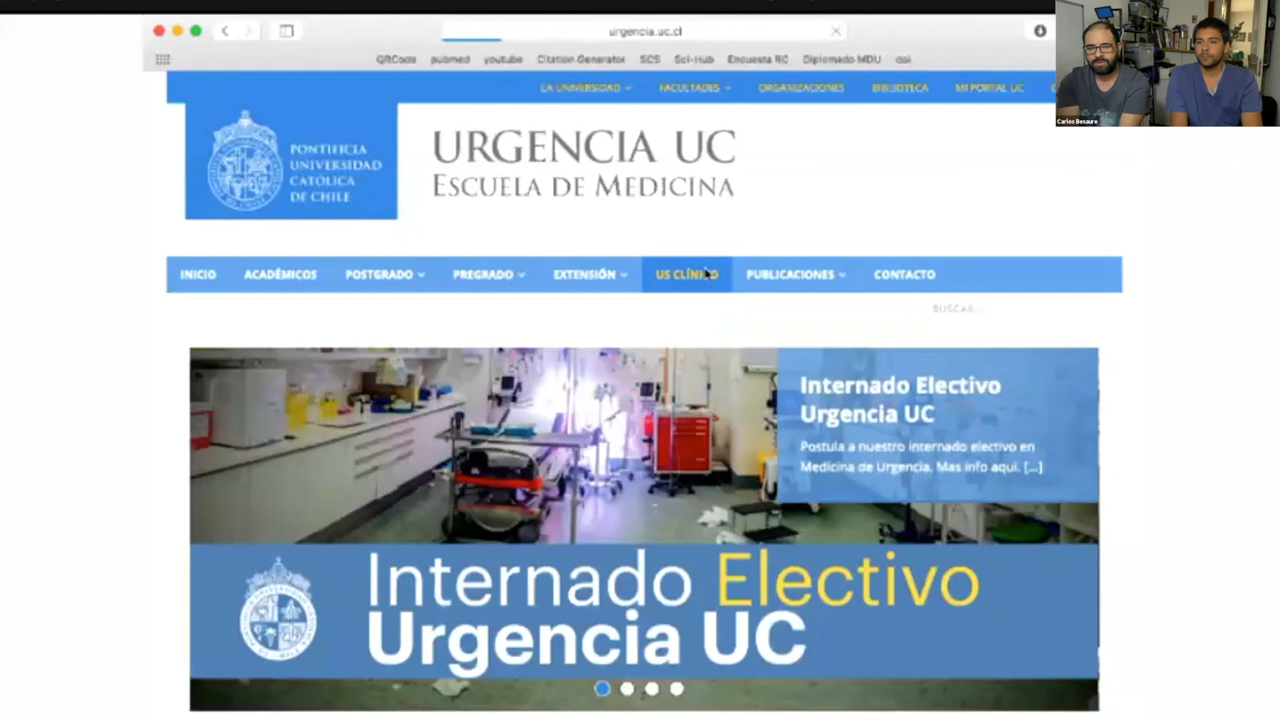 urgencia.uc.cl
QRCode pubmed youtube Citation Generator SCS Sci-Hub Encuesta RC Diplomado MDU
LA UNIVERSIDAD FACULTADES ORGANIZACIONES BIBLIOTECA MI PORTAL UC
Carlos Besaure
PONTIFICIA
UNIVERSIDAD
CATÓLICA
DE CHILE
URGENCIA UC
ESCUELA DE MEDICINA
INICIO ACADÉMICOS POSTGRADO PREGRADO EXTENSIÓN US CLÍNICO PUBLICACIONES CONTACTO
BUSCAR...
Internado Electivo
Urgencia UC
Postula a nuestro internado electivo en
Medicina de Urgencia. Mas info aqui. [...]
Internado Electivo
Urgencia UC